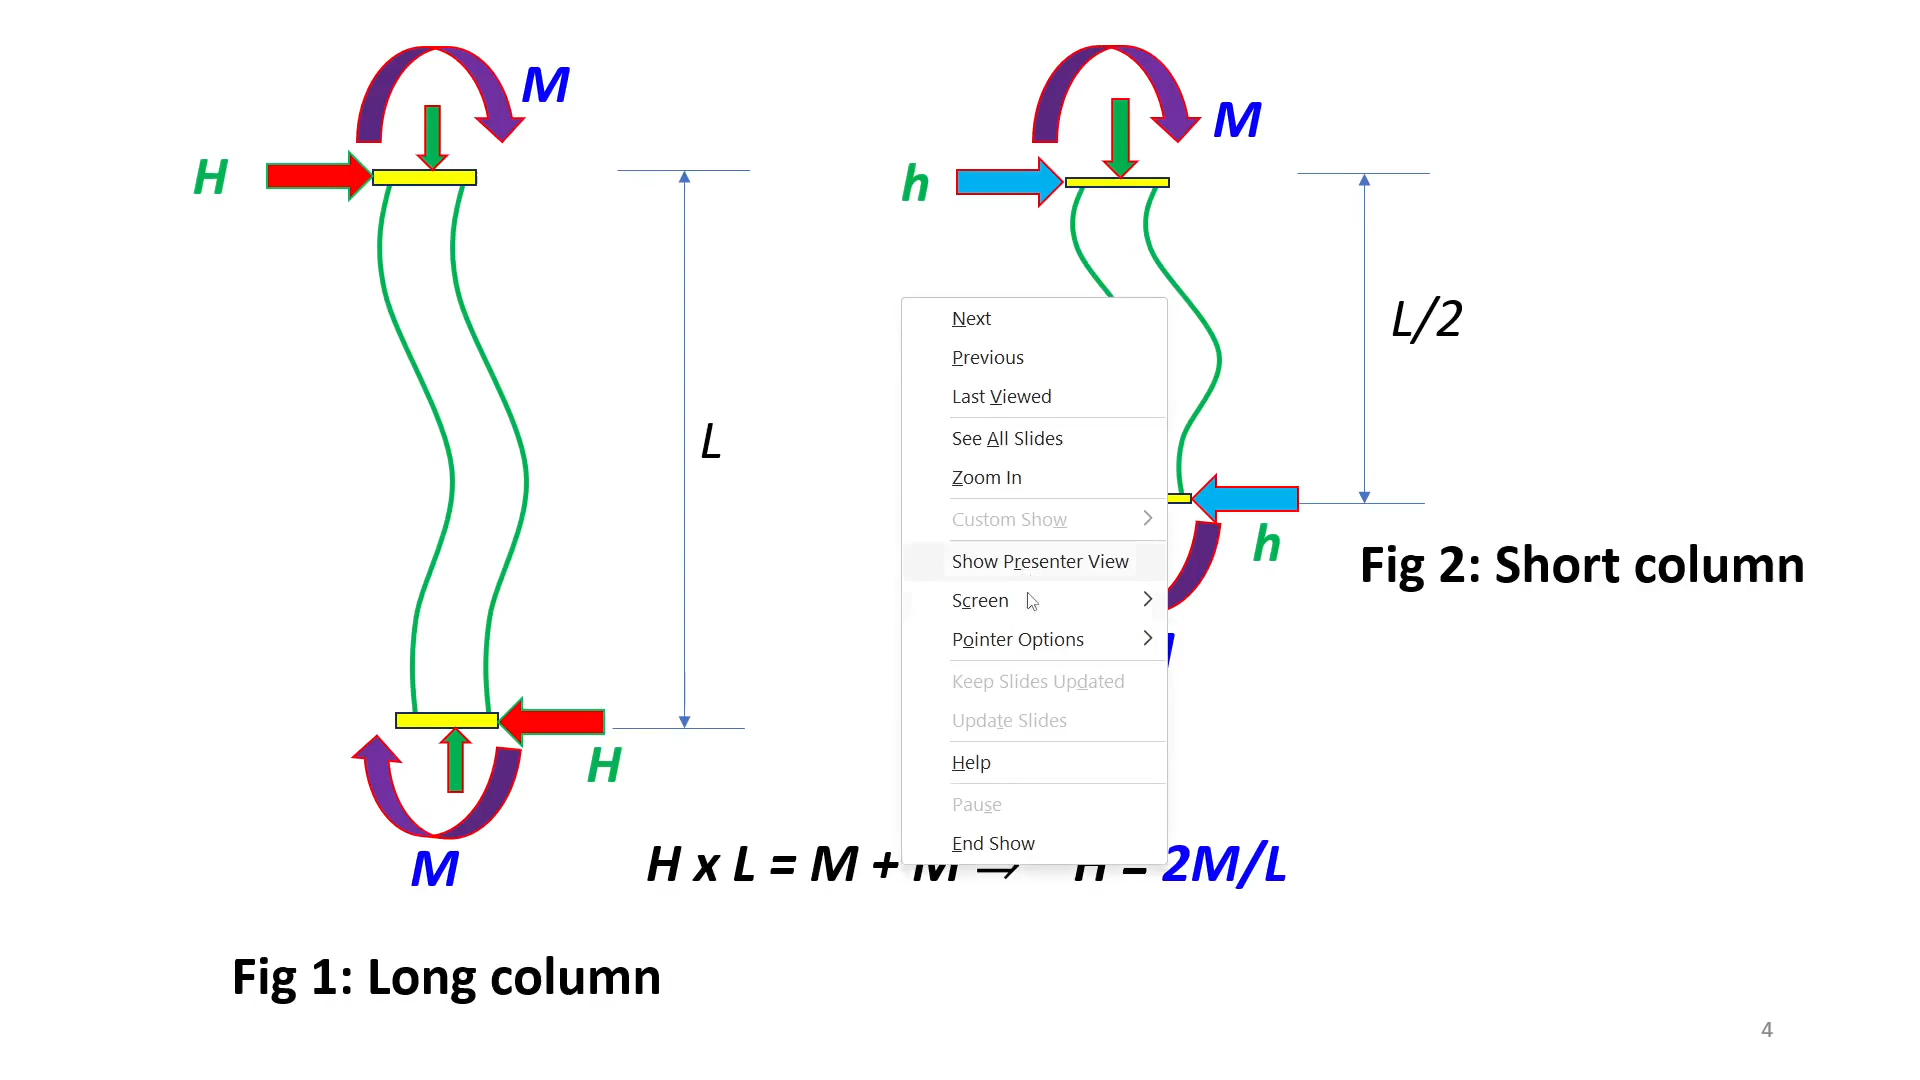 M
H
L
H
M
Fig 1: Long column
M
h
L/2
h
Fig 2: Short column
Next
Previous
Last Viewed
See All Slides
Zoom In
Custom Show
Show Presenter View
Screen
Pointer Options
Keep Slides Updated
Update Slides
Help
Pause
End Show
H x L = M + M ⇒ H = 2M/L
4